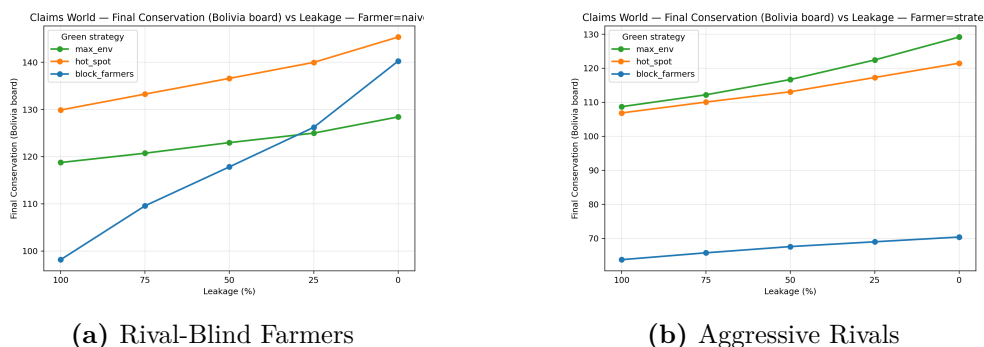 Claims World — Final Conservation (Bolivia board) vs Leakage — Farmer=naiv
Green strategy
max_env
hot_spot
block_farmers
140
130
120
110
100
Final Conservation (Bolivia board)
100 75 50 25 0
Leakage (%)
(a) Rival-Blind Farmers
Claims World — Final Conservation (Bolivia board) vs Leakage — Farmer=strate
Green strategy
max_env
hot_spot
block_farmers
130
120
110
100
90
80
70
Final Conservation (Bolivia board)
100 75 50 25 0
Leakage (%)
(b) Aggressive Rivals